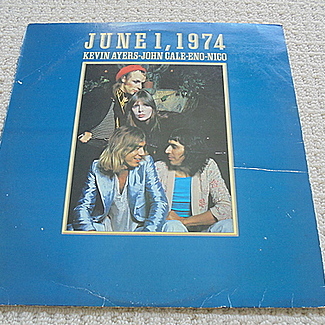 JUNE 1, 1974
KEVIN AYERS-JOHN CALE-ENO-NICO